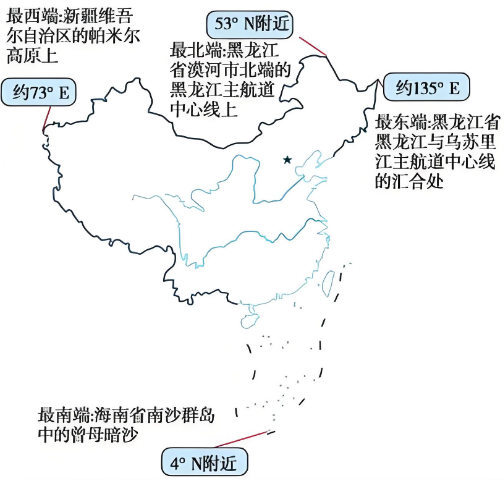 最西端:新疆维吾
尔自治区的帕米尔
高原上
约73° E
53° N附近
最北端:黑龙江
省漠河市北端的
黑龙江主航道
中心线上
约135° E
最东端:黑龙江省
黑龙江与乌苏里
江主航道中心线
的汇合处
最南端:海南省南沙群岛
中的曾母暗沙
4° N附近